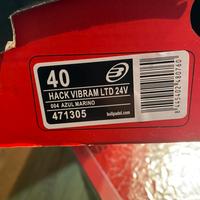 40
HACK VIBRAM LTD 24V
004 AZUL MARINO
471305
bullpadel.com